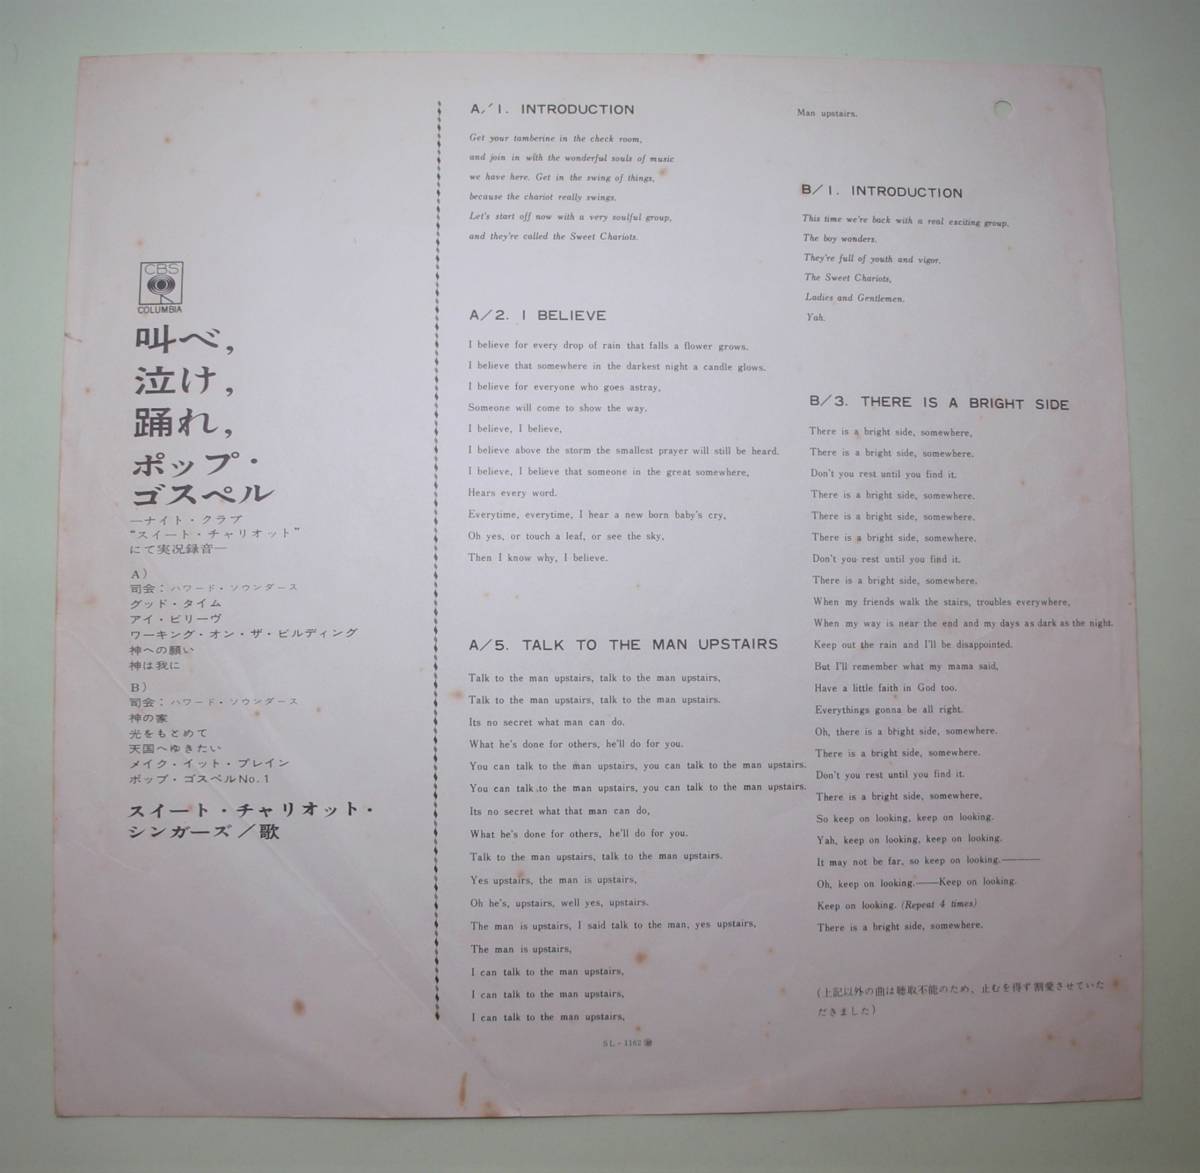 CBS
COLUMBIA
叫べ,
泣け,
踊れ,
ポップ・
ゴスペル
—ナイト・クラブ
“スイート・チャリオット”
にて実況録音—
A)
司会：ハワード・ソウンダース
グッド・タイム
アイ・ビリーヴ
ワーキング・オン・ザ・ビルディング
神への願い
神は我に
B)
司会：ハワード・ソウンダース
神の家
光をもとめて
天国へゆきたい
メイク・イット・プレイン
ポップ・ゴスペルNo.1
スイート・チャリオット・
シンガーズ／歌
A/1. INTRODUCTION
Get your tamberine in the check room,
and join in with the wonderful souls of music
we have here. Get in the swing of things,
because the chariot really swings.
Let's start off now with a very soulful group,
and they're called the Sweet Chariots.
A/2. I BELIEVE
I believe for every drop of rain that falls a flower grows.
I believe that somewhere in the darkest night a candle glows.
I believe for everyone who goes astray,
Someone will come to show the way.
I believe, I believe,
I believe above the storm the smallest prayer will still be heard.
I believe, I believe that someone in the great somewhere,
Hears every word.
Everytime, everytime, I hear a new born baby's cry,
Oh yes, or touch a leaf, or see the sky,
Then I know why, I believe.
A/5. TALK TO THE MAN UPSTAIRS
Talk to the man upstairs, talk to the man upstairs,
Talk to the man upstairs, talk to the man upstairs.
Its no secret what man can do.
What he's done for others, he'll do for you.
You can talk to the man upstairs, you can talk to the man upstairs.
You can talk to the man upstairs, you can talk to the man upstairs.
Its no secret what that man can do,
What he's done for others, he'll do for you.
Talk to the man upstairs, talk to the man upstairs.
Yes upstairs, the man is upstairs,
Oh he's, upstairs, well yes, upstairs.
The man is upstairs, I said talk to the man, yes upstairs,
The man is upstairs,
I can talk to the man upstairs,
I can talk to the man upstairs,
I can talk to the man upstairs,
Man upstairs.
B/1. INTRODUCTION
This time we're back with a real exciting group.
The boy wonders.
They're full of youth and vigor.
The Sweet Chariots,
Ladies and Gentlemen.
Yah.
B/3. THERE IS A BRIGHT SIDE
There is a bright side, somewhere,
There is a bright side, somewhere.
Don't you rest until you find it.
There is a bright side, somewhere.
There is a bright side, somewhere.
There is a bright side, somewhere.
Don't you rest until you find it.
There is a bright side, somewhere.
When my friends walk the stairs, troubles everywhere,
When my way is near the end and my days as dark as the night.
Keep out the rain and I'll be disappointed.
But I'll remember what my mama said,
Have a little faith in God too.
Everythings gonna be all right.
Oh, there is a bright side, somewhere.
There is a bright side, somewhere.
Don't you rest until you find it.
There is a bright side, somewhere,
So keep on looking, keep on looking.
Yah, keep on looking, keep on looking.
It may not be far, so keep on looking.———
Oh, keep on looking.——Keep on looking.
Keep on looking. (Repeat 4 times)
There is a bright side, somewhere.
(上記以外の曲は聴取不能のため、止むを得ず割愛させていた
だきました)
SL-1162